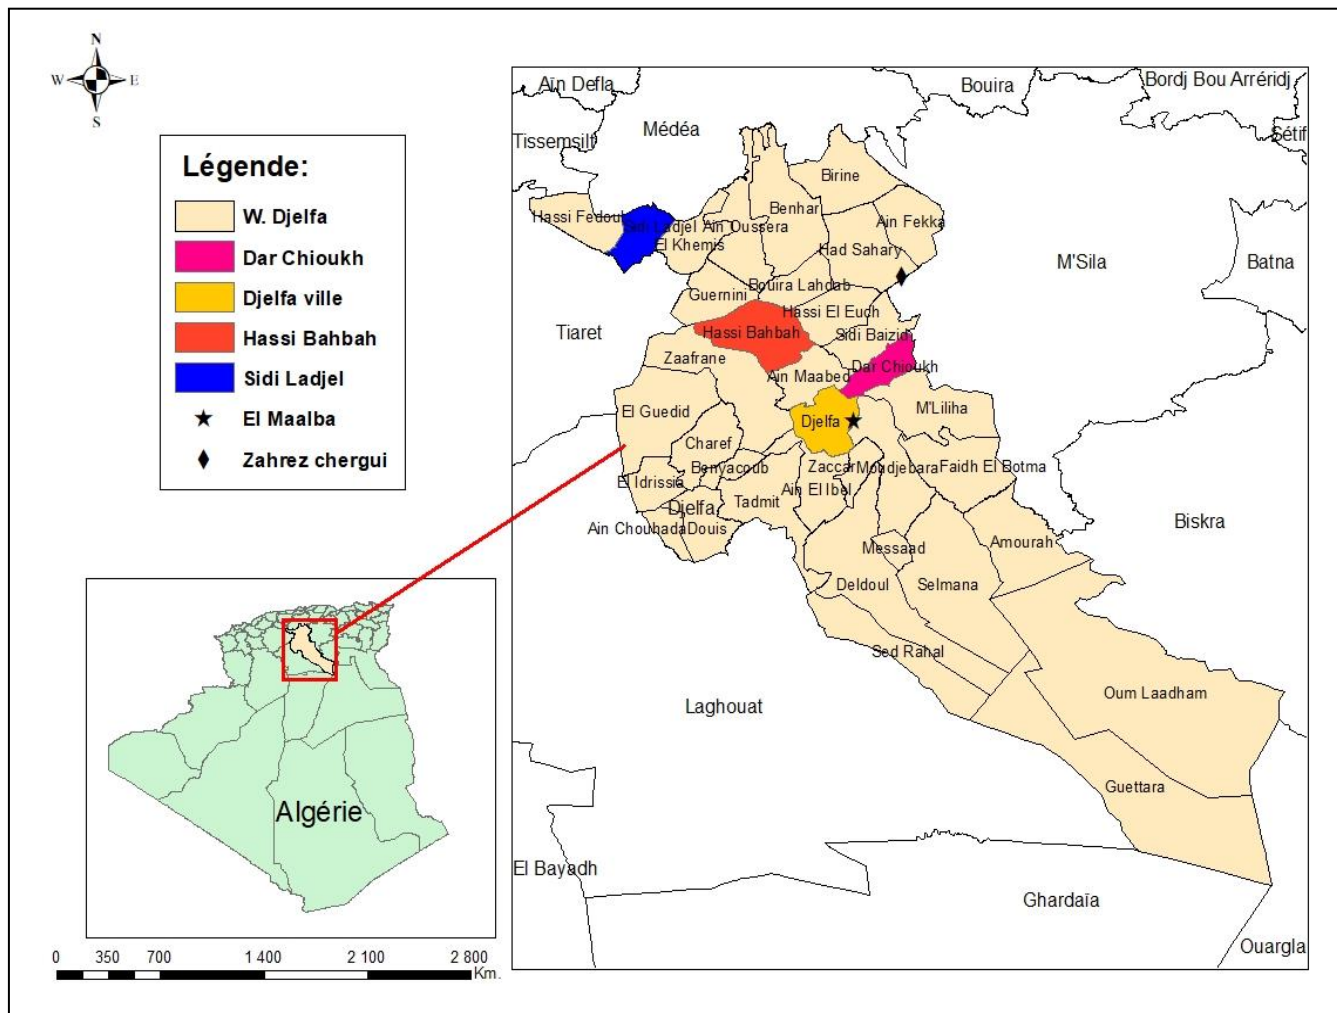 N
W E
S
Légende:
W. Djelfa
Dar Chioukh
Djelfa ville
Hassi Bahbah
Sidi Ladjel
El Maalba
Zahrez chergui
Algérie
0 350 700 1 400 2 100 2 800
Km.
Aïn Defla
Bouira
Bordj Bou Arréridj
Tissemsilt
Médéa
Sétif
Birine
Hassi Fedoul
Benhar
Sidi Ladjel
Ain Oussera
Ain Fekka
El Khemis
Had Sahary
M'Sila
Batna
Guernini
Bouira Lahdab
Hassi El Euch
Tiaret
Hassi Bahbah
Sidi Baizid
Zaafrane
Ain Maabed
Dar Chioukh
El Guedid
Djelfa
M'Liliha
Charef
Benyacoub
Zaccar
Moudjebara
Faidh El Botma
El Idrissia
Tadmit
Ain El Ibel
Djelfa
Ain Chouhada
Douis
Biskra
Messaad
Amourah
Deldoul
Selmana
Sed Rahal
Oum Laadham
Laghouat
Guettara
El Bayadh
Ghardaïa
Ouargla